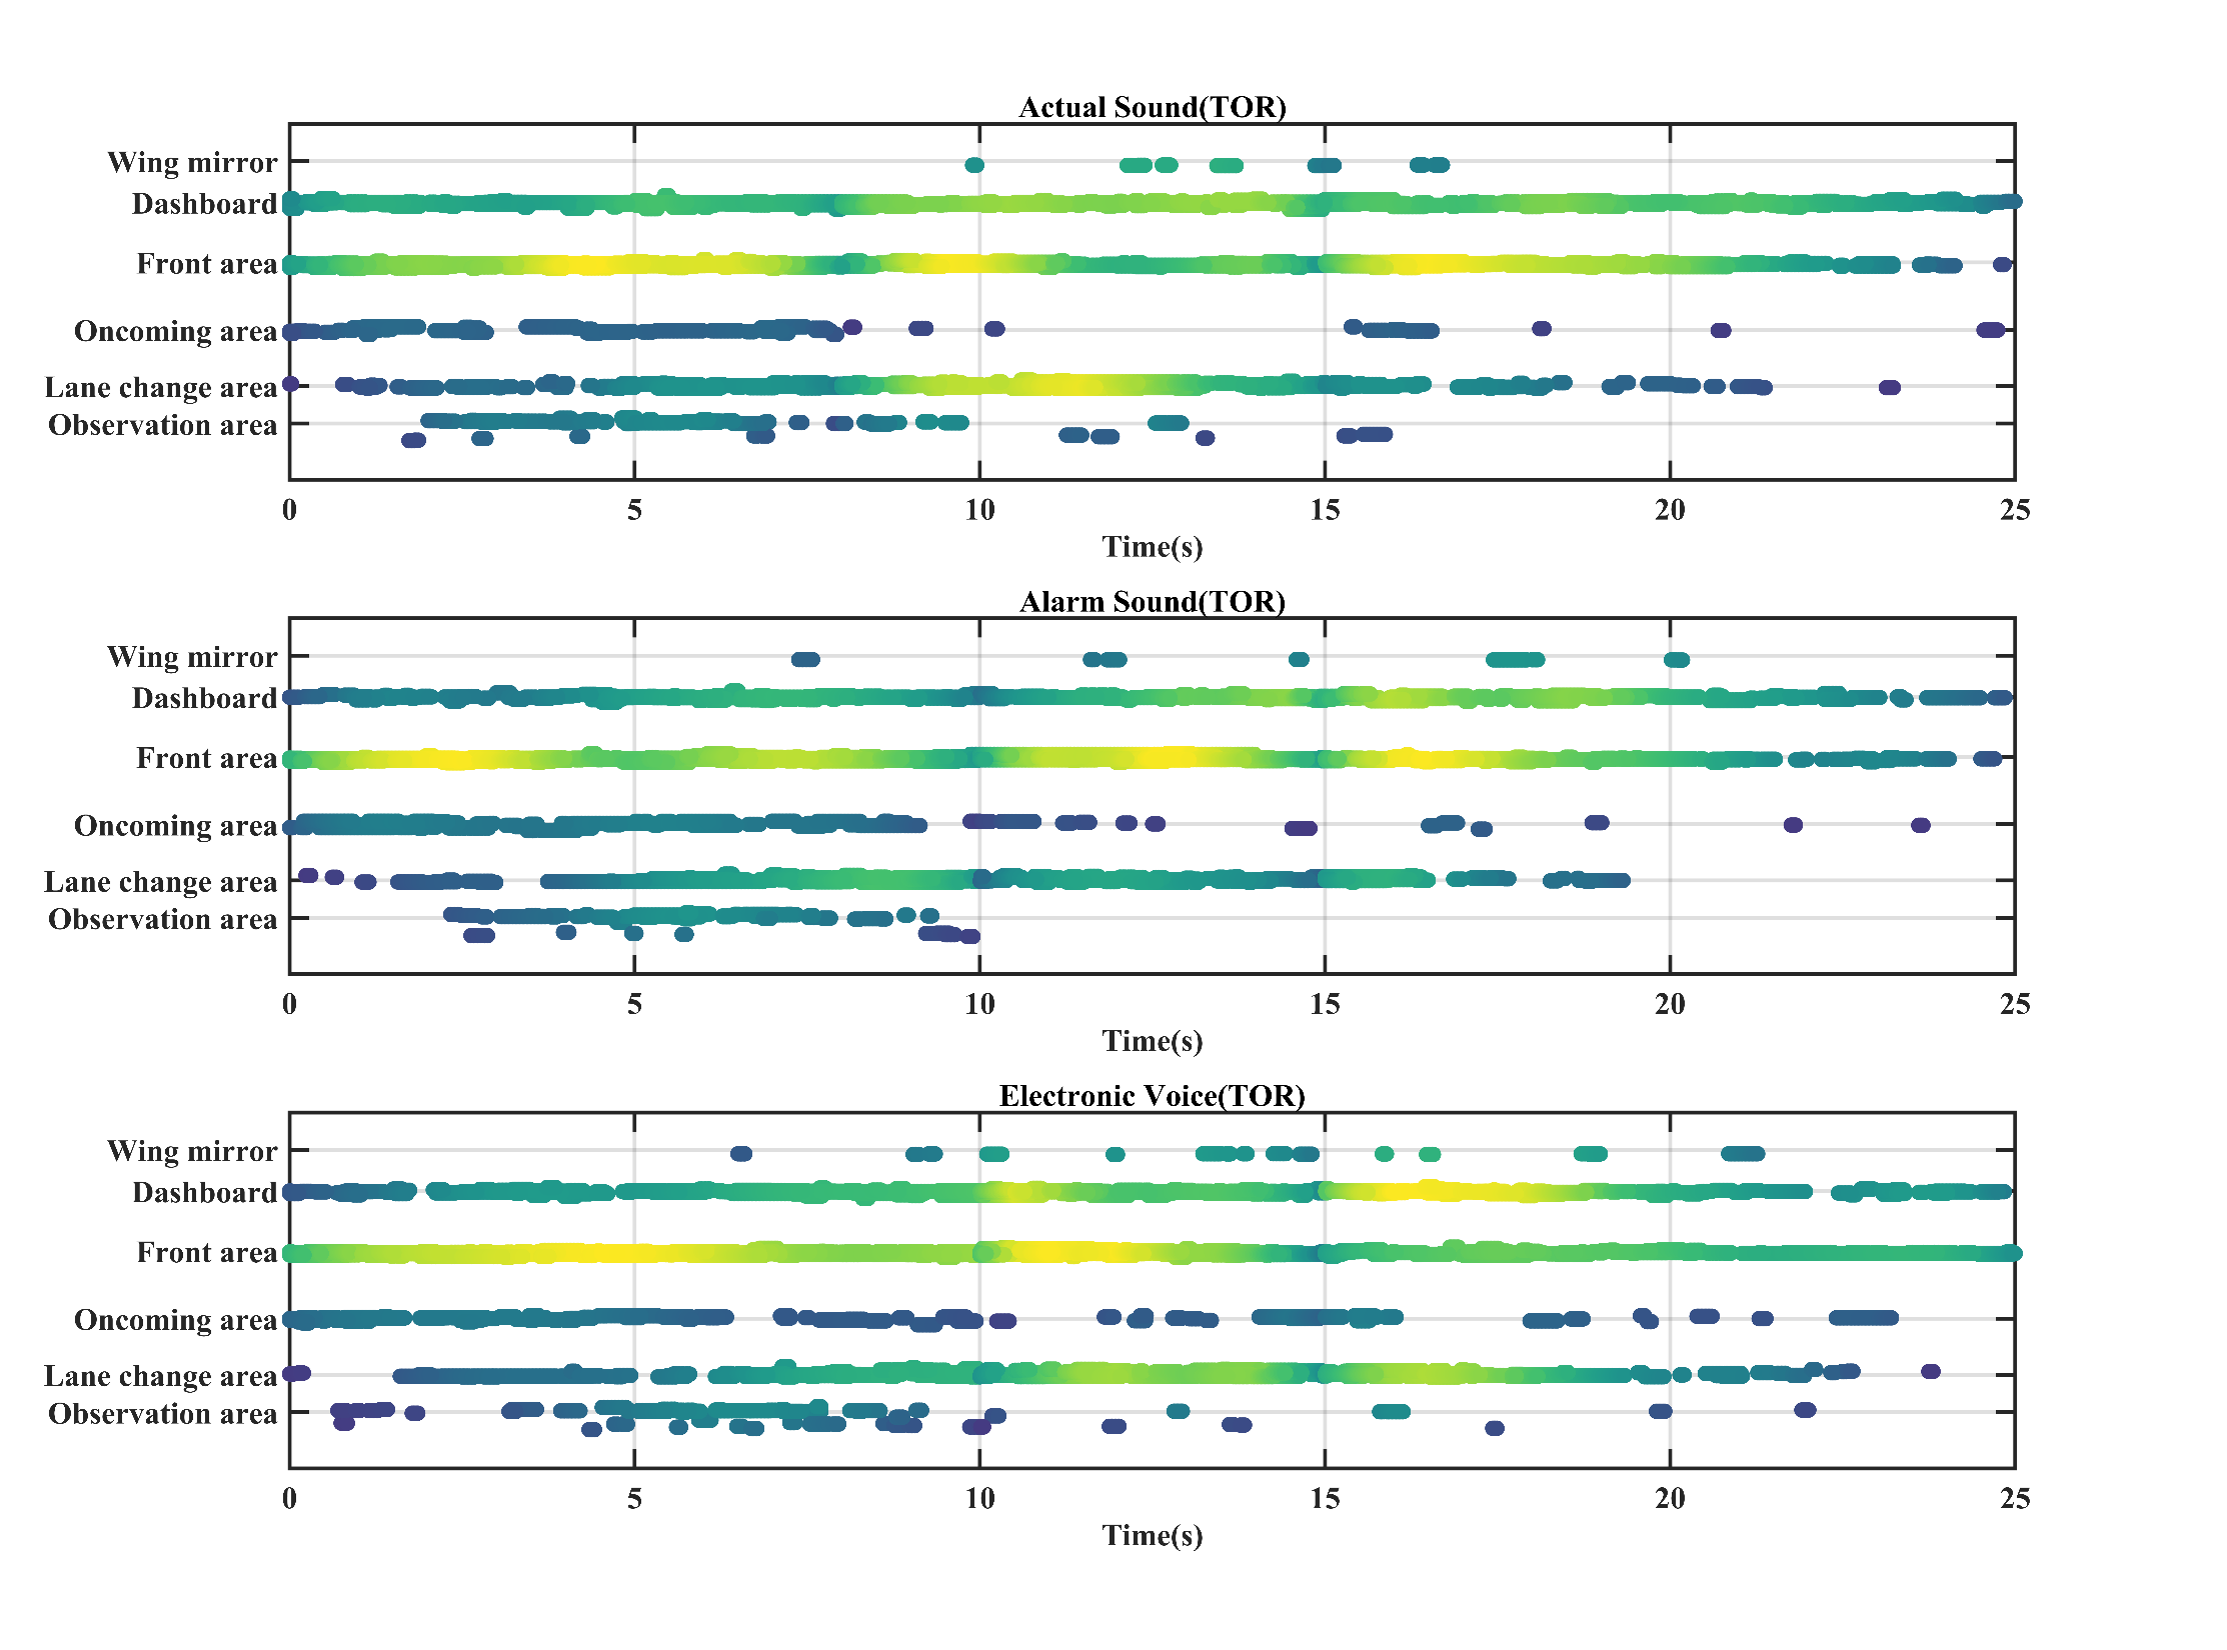 Actual Sound(TOR)
Wing mirror
Dashboard
Front area
Oncoming area
Lane change area
Observation area
0 5 10 15 20 25
Time(s)
Alarm Sound(TOR)
Wing mirror
Dashboard
Front area
Oncoming area
Lane change area
Observation area
0 5 10 15 20 25
Time(s)
Electronic Voice(TOR)
Wing mirror
Dashboard
Front area
Oncoming area
Lane change area
Observation area
0 5 10 15 20 25
Time(s)